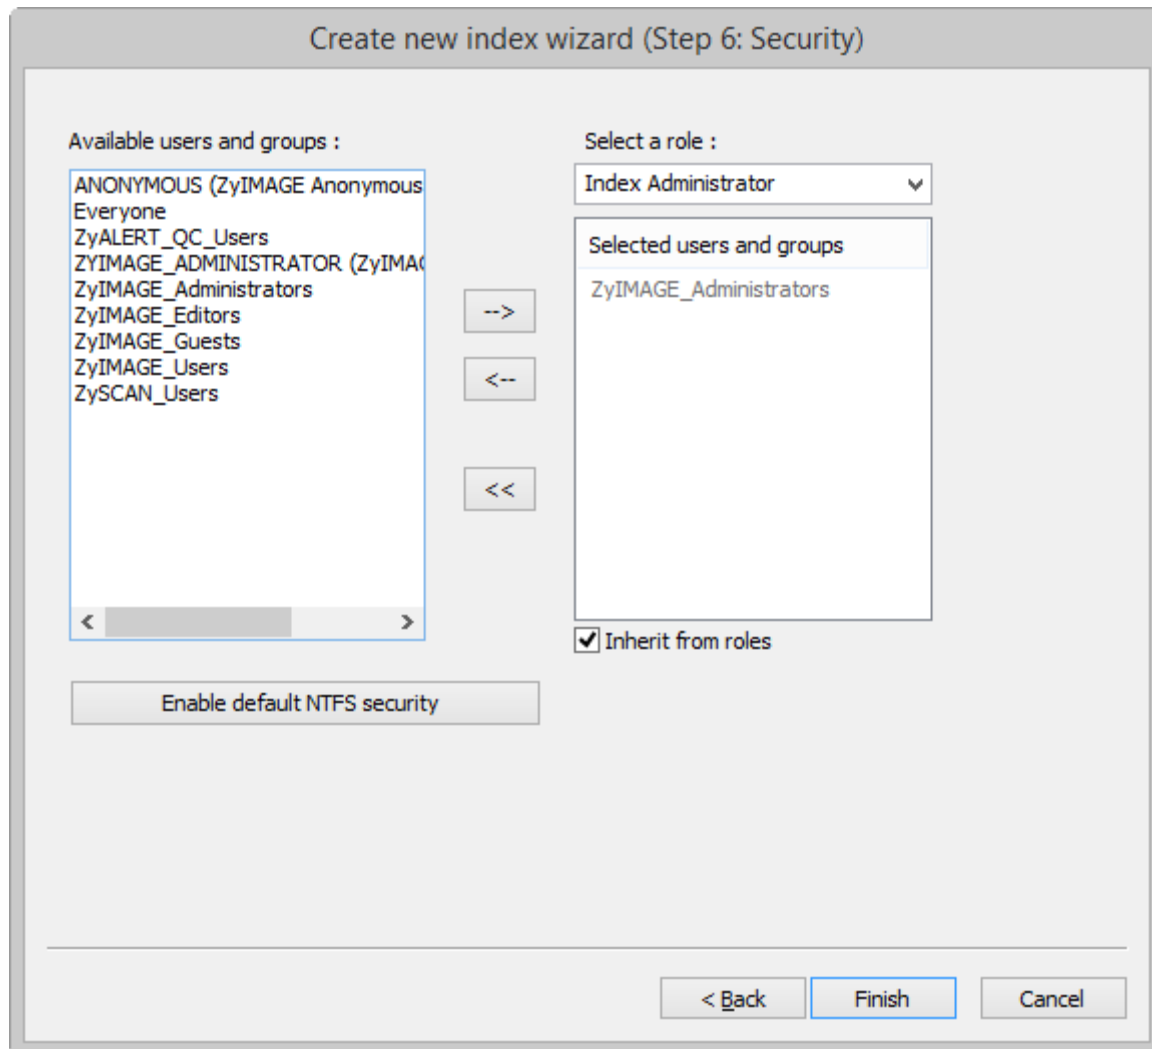 Create new index wizard (Step 6: Security)
Available users and groups :
ANONYMOUS (ZyIMAGE Anonymous
Everyone
ZyALERT_QC_Users
ZYIMAGE_ADMINISTRATOR (ZyIMAG
ZyIMAGE_Administrators
ZyIMAGE_Editors
ZyIMAGE_Guests
ZyIMAGE_Users
ZySCAN_Users
-->
<--
<<
Select a role :
Index Administrator
Selected users and groups
ZyIMAGE_Administrators
Inherit from roles
Enable default NTFS security
< Back
Finish
Cancel